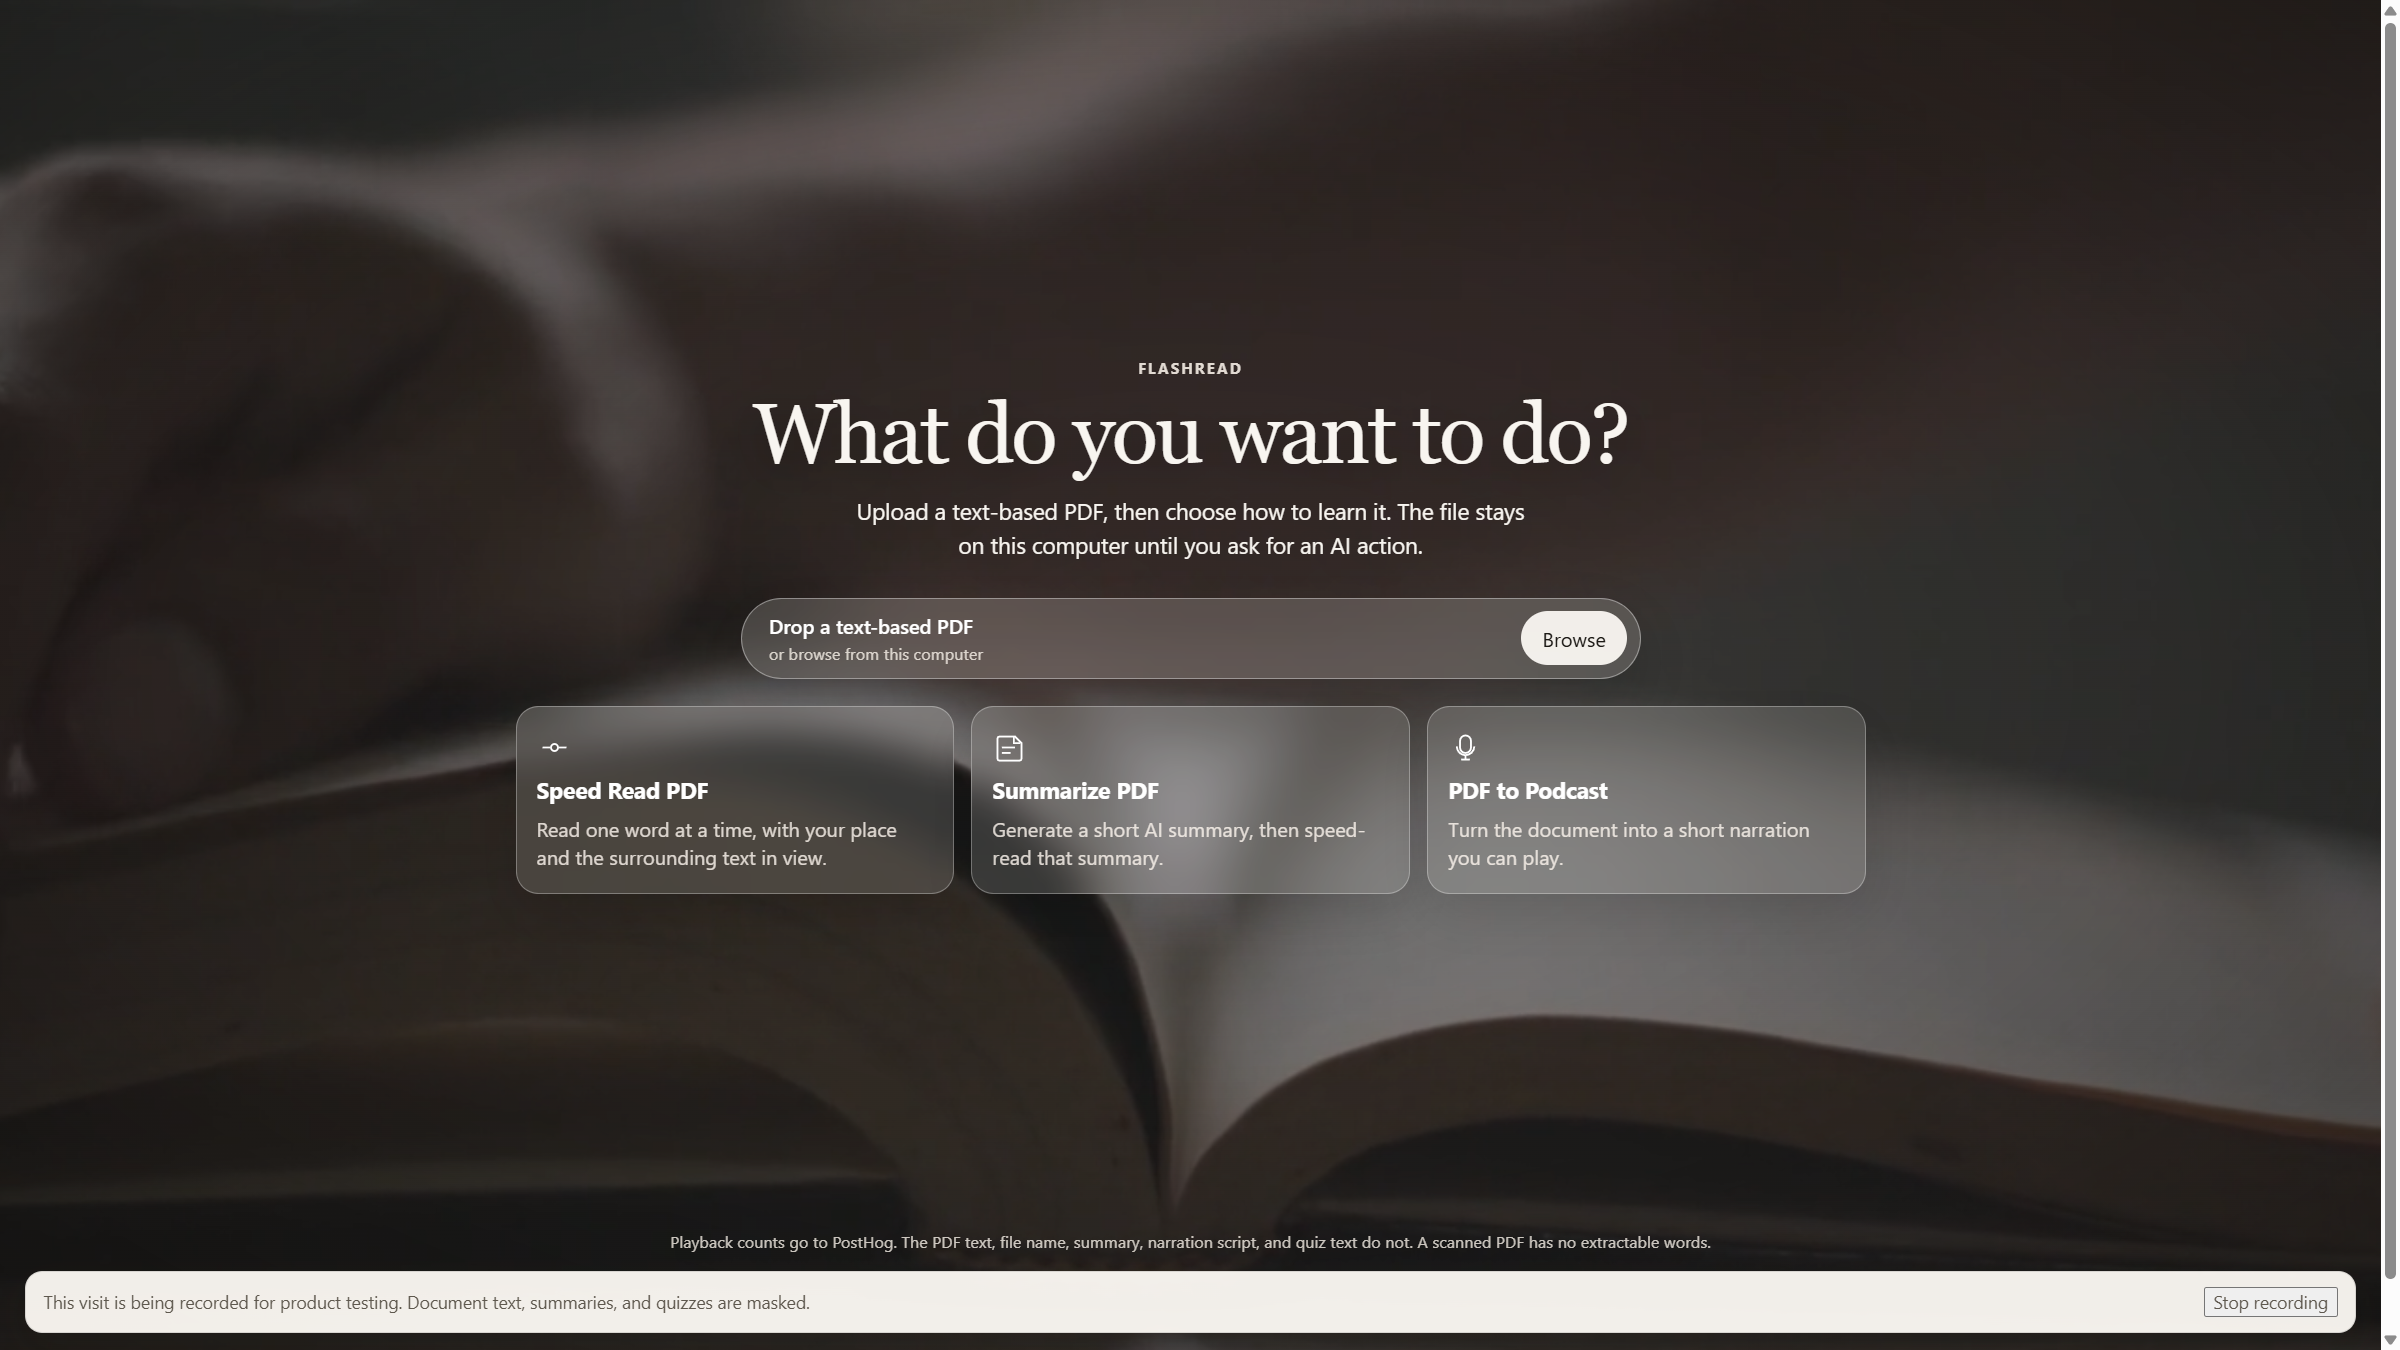 FLASHREAD
What do you want to do?
Upload a text-based PDF, then choose how to learn it. The file stays
on this computer until you ask for an AI action.
Drop a text-based PDF
or browse from this computer
Browse
Speed Read PDF
Read one word at a time, with your place
and the surrounding text in view.
Summarize PDF
Generate a short AI summary, then speed-
read that summary.
PDF to Podcast
Turn the document into a short narration
you can play.
Playback counts go to PostHog. The PDF text, file name, summary, narration script, and quiz text do not. A scanned PDF has no extractable words.
This visit is being recorded for product testing. Document text, summaries, and quizzes are masked.
Stop recording